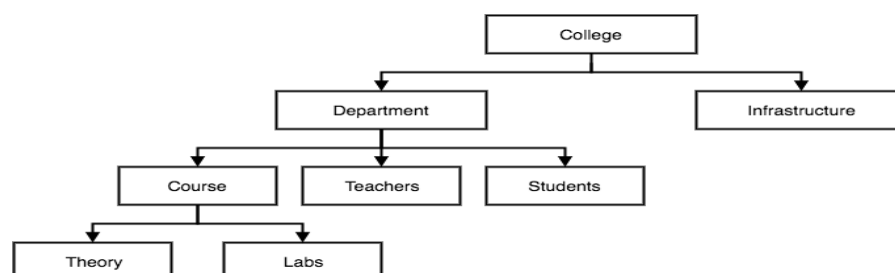 College
Department
Infrastructure
Course
Teachers
Students
Theory
Labs